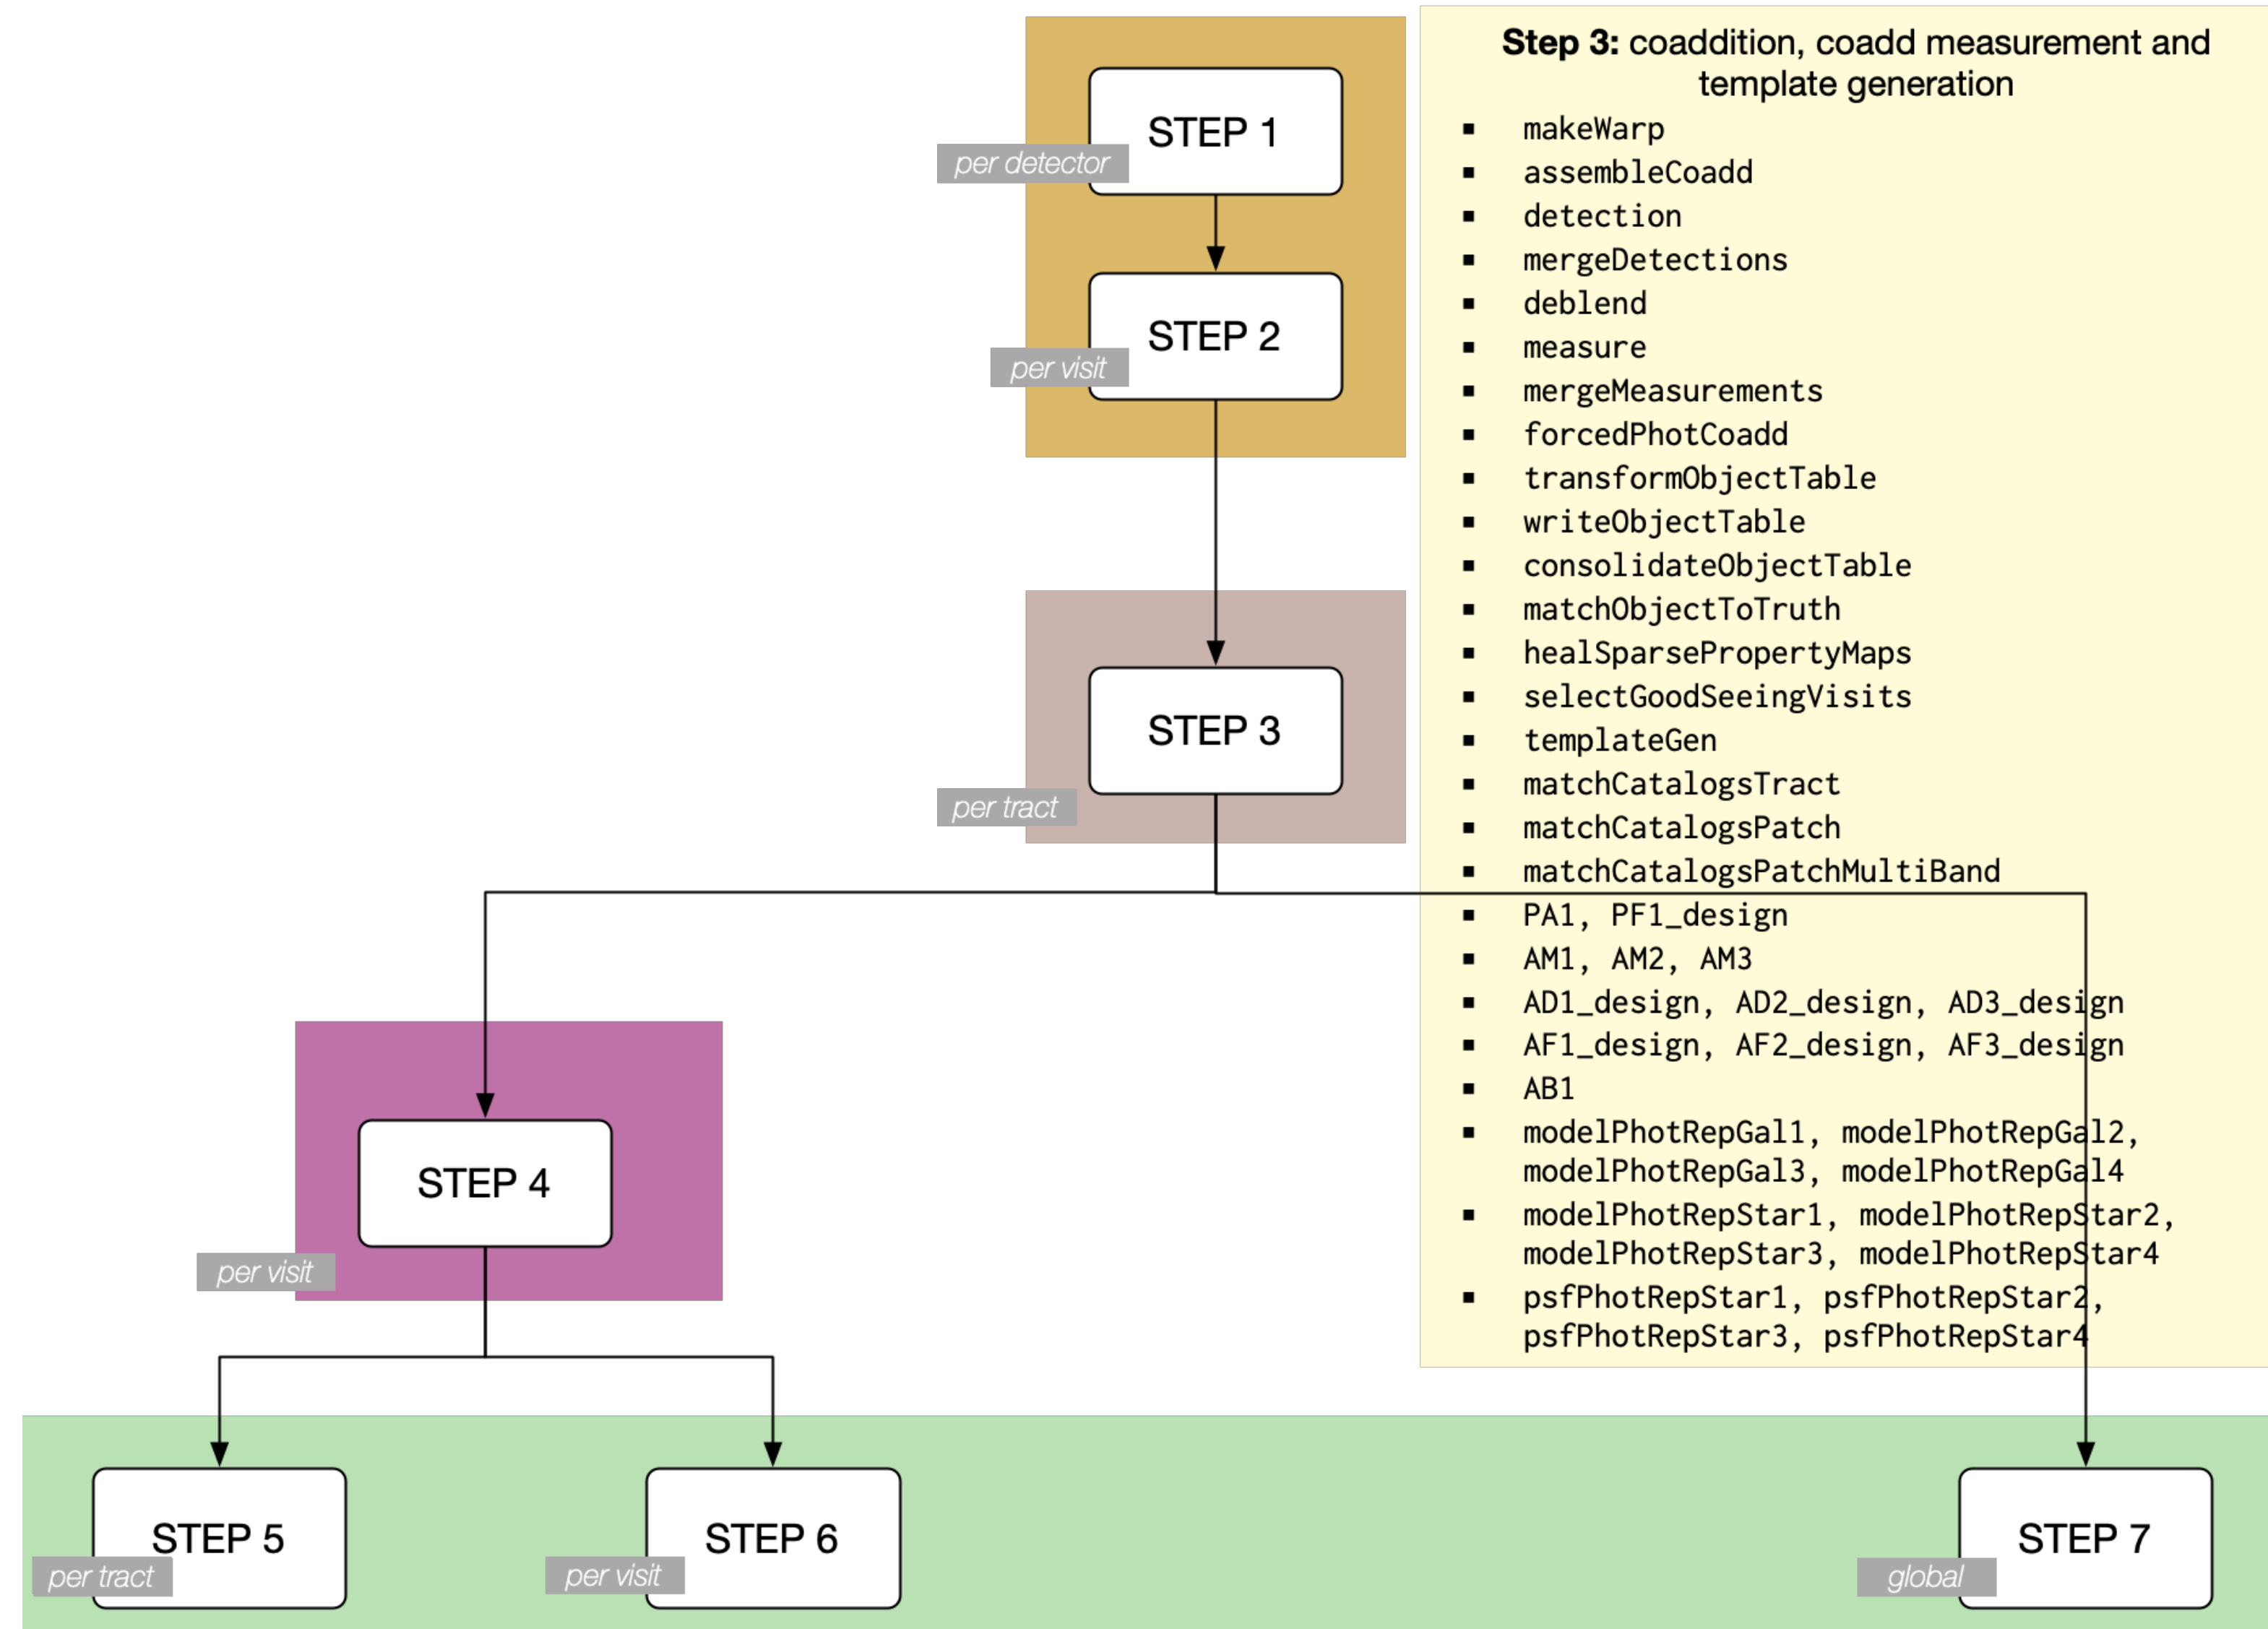 STEP 1
per detector
STEP 2
per visit
STEP 3
per tract
STEP 4
per visit
STEP 5
per tract
STEP 6
per visit
STEP 7
global
Step 3: coaddition, coadd measurement and
template generation
▪ makeWarp
▪ assembleCoadd
▪ detection
▪ mergeDetections
▪ deblend
▪ measure
▪ mergeMeasurements
▪ forcedPhotCoadd
▪ transformObjectTable
▪ writeObjectTable
▪ consolidateObjectTable
▪ matchObjectToTruth
▪ healSparsePropertyMaps
▪ selectGoodSeeingVisits
▪ templateGen
▪ matchCatalogsTract
▪ matchCatalogsPatch
▪ matchCatalogsPatchMultiBand
▪ PA1, PF1_design
▪ AM1, AM2, AM3
▪ AD1_design, AD2_design, AD3_design
▪ AF1_design, AF2_design, AF3_design
▪ AB1
▪ modelPhotRepGal1, modelPhotRepGal2,
modelPhotRepGal3, modelPhotRepGal4
▪ modelPhotRepStar1, modelPhotRepStar2,
modelPhotRepStar3, modelPhotRepStar4
▪ psfPhotRepStar1, psfPhotRepStar2,
psfPhotRepStar3, psfPhotRepStar4